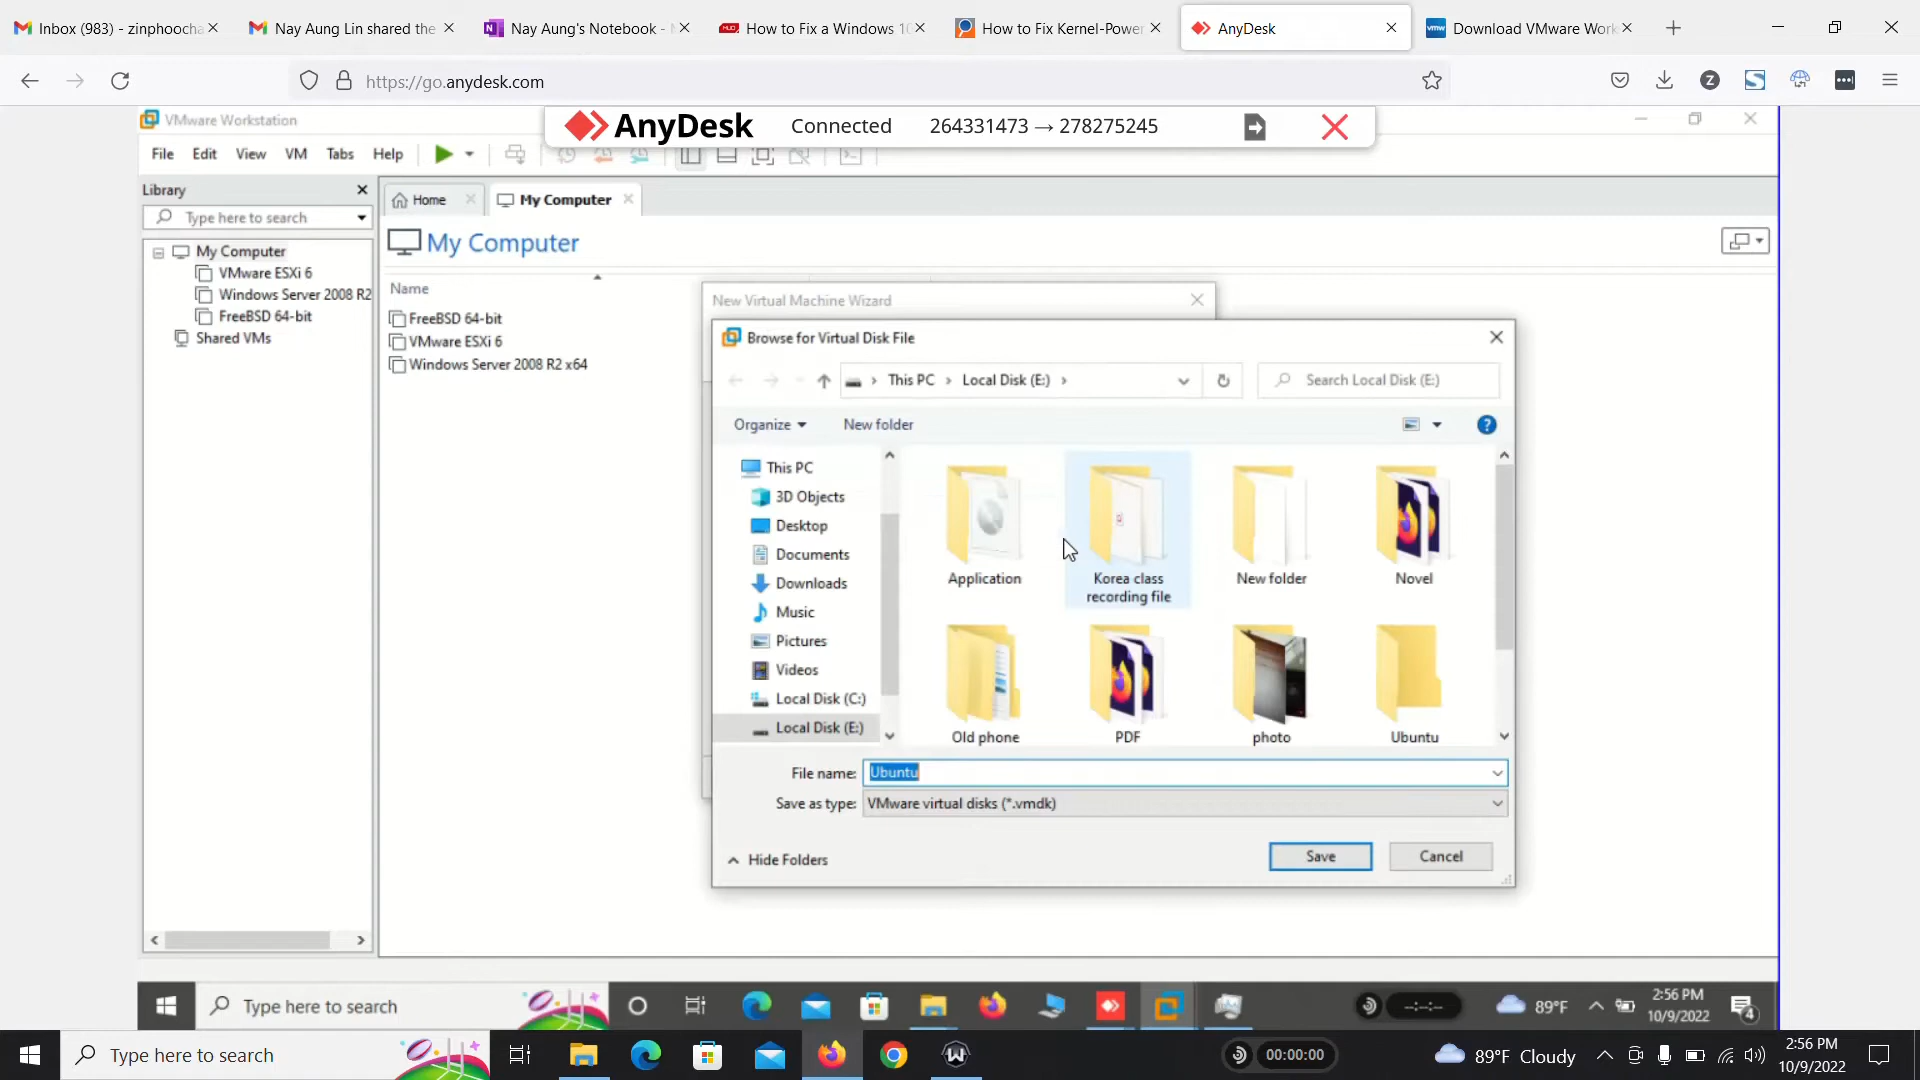 Inbox (983) - zinphoocha
Nay Aung Lin shared the
Nay Aung's Notebook -
How to Fix a Windows 10
How to Fix Kernel-Power
AnyDesk
Download VMware Work
https://go.anydesk.com
VMware Workstation
AnyDesk
Connected
264331473 → 278275245
File
Edit
View
VM
Tabs
Help
Library
Type here to search
My Computer
VMware ESXi 6
Windows Server 2008 R2
FreeBSD 64-bit
Shared VMs
Home
My Computer
My Computer
Name
FreeBSD 64-bit
VMware ESXi 6
Windows Server 2008 R2 x64
New Virtual Machine Wizard
Browse for Virtual Disk File
This PC
Local Disk (E:)
Search Local Disk (E:)
Organize
New folder
This PC
3D Objects
Desktop
Documents
Downloads
Music
Pictures
Videos
Local Disk (C:)
Local Disk (E:)
Application
Korea class
recording file
New folder
Novel
Old phone
PDF
photo
Ubuntu
File name:
Ubuntu
Save as type:
VMware virtual disks (*.vmdk)
Hide Folders
Save
Cancel
Type here to search
--:--:--
89°F
2:56 PM
10/9/2022
4
Type here to search
00:00:00
89°F Cloudy
2:56 PM
10/9/2022